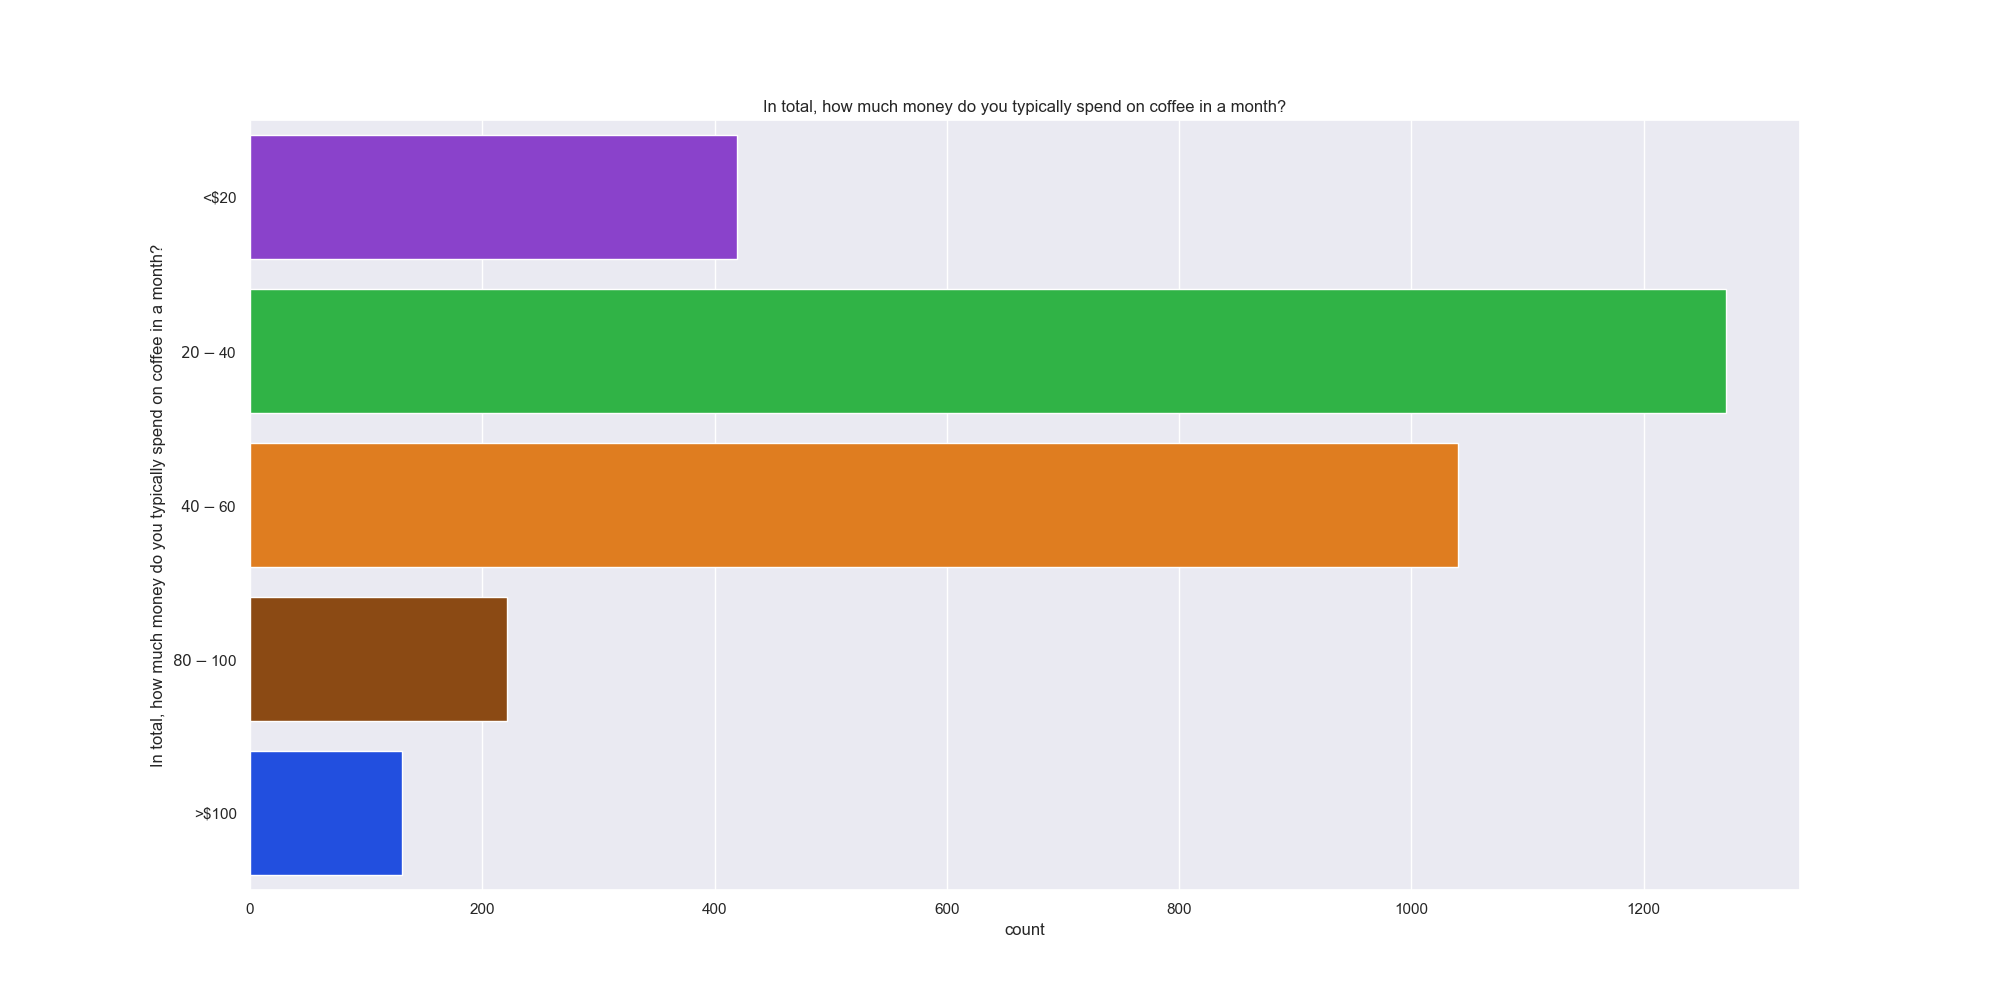 In total, how much money do you typically spend on coffee in a month?
In total, how much money do you typically spend on coffee in a month?
<$20
20 – 40
40 – 60
80 – 100
>$100
0 200 400 600 800 1000 1200
count